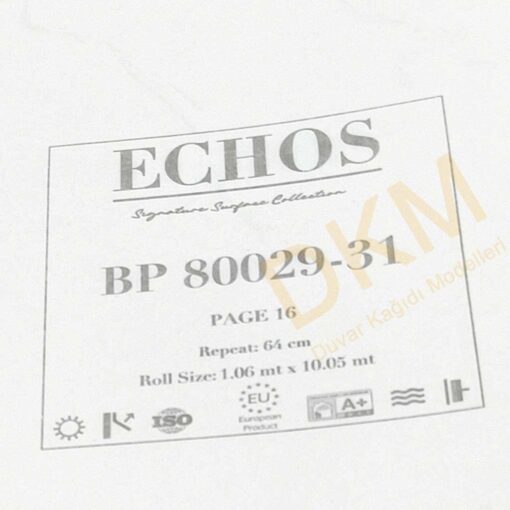 ECHOS
Signature Surface Collection
BP 80029-31
PAGE 16
Repeat: 64 cm
Roll Size: 1.06 mt x 10.05 mt
ISO
EU
European
Product
A+
DKM
Duvar Kağıdı Modelleri